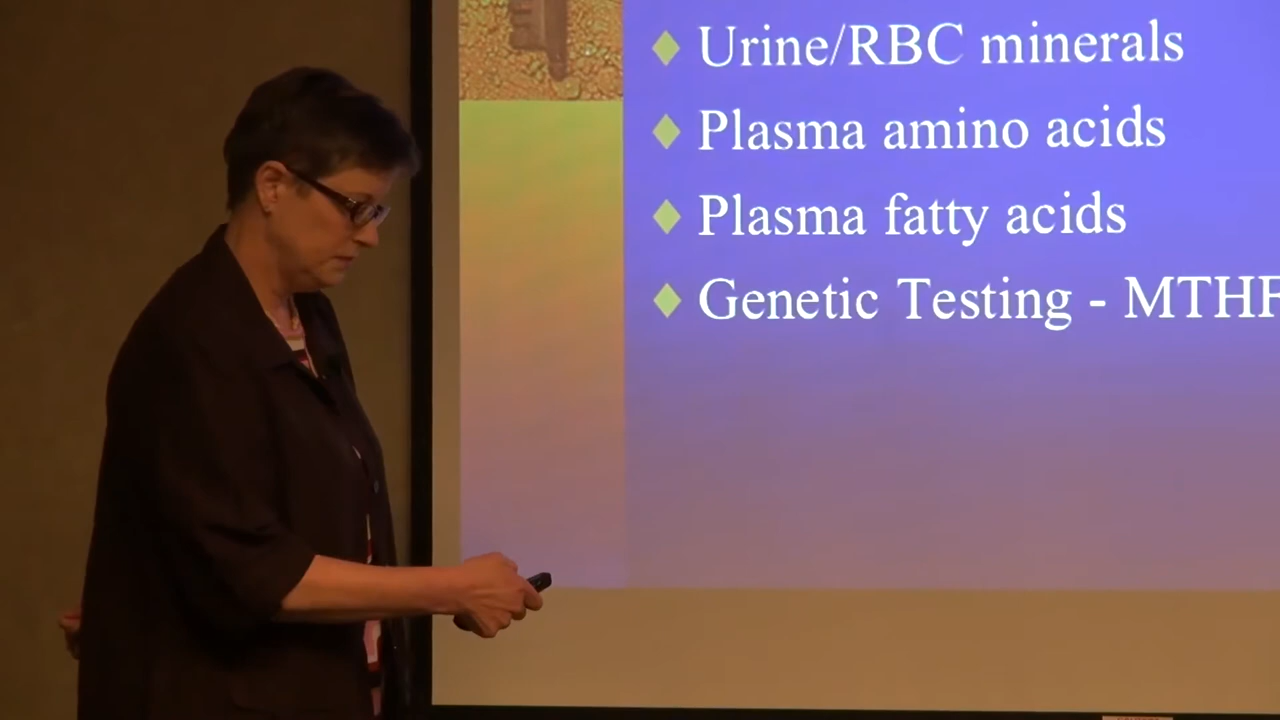 Urine/RBC minerals
Plasma amino acids
Plasma fatty acids
Genetic Testing - MTHF